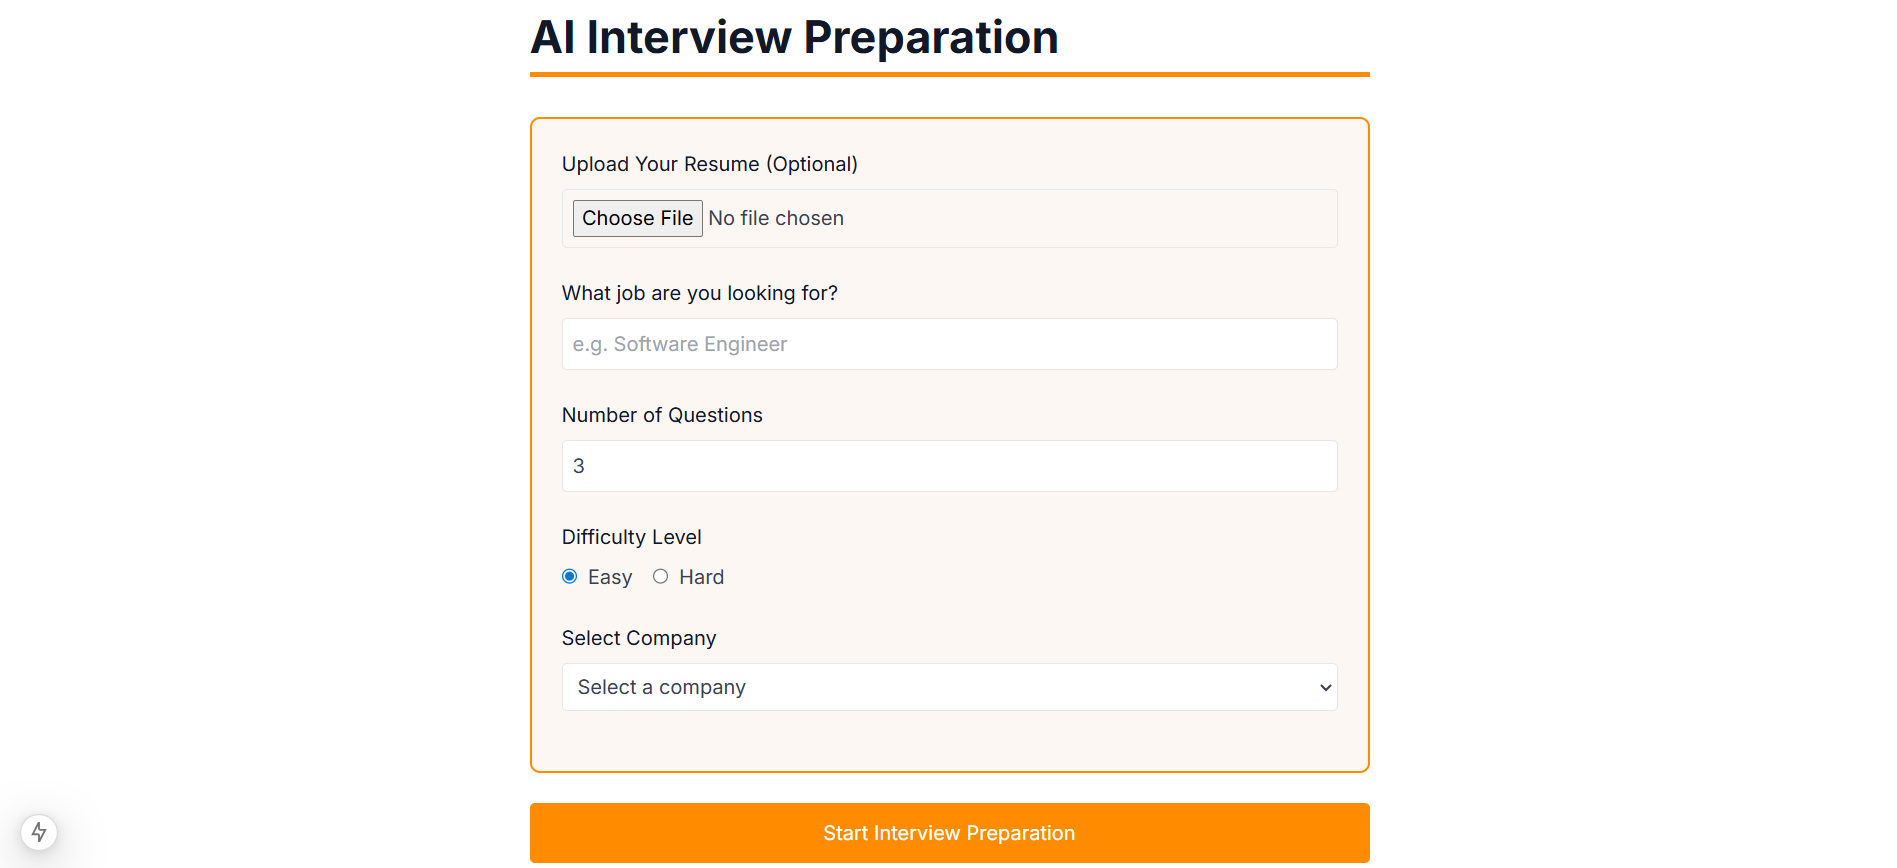 AI Interview Preparation
Upload Your Resume (Optional)
Choose File No file chosen
What job are you looking for?
e.g. Software Engineer
Number of Questions
3
Difficulty Level
Easy Hard
Select Company
Select a company
Start Interview Preparation